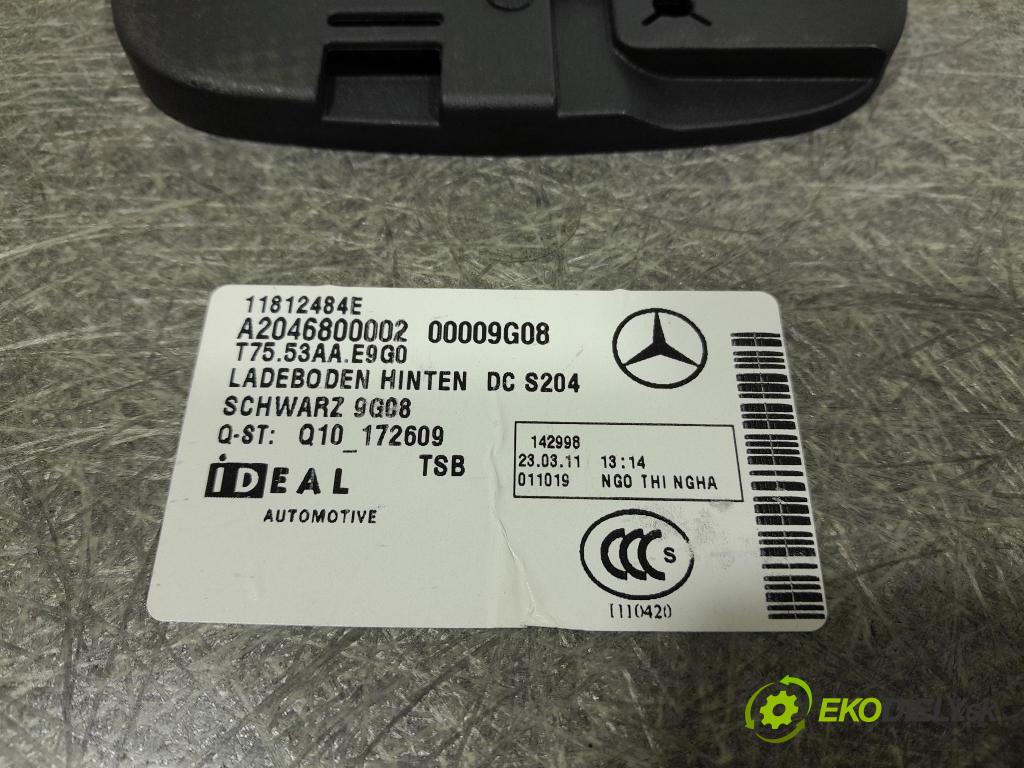 11812484E
A2046800002 00009G08
T75.53AA.E9G0
LADEBODEN HINTEN DC S204
SCHWARZ 9G08
Q-ST: Q10_172609
TSB
iDEAL
AUTOMOTIVE
142998
23.03.11 13:14
011019 NGO THI NGHA
CCC S
I110420
EKODIELY.SK